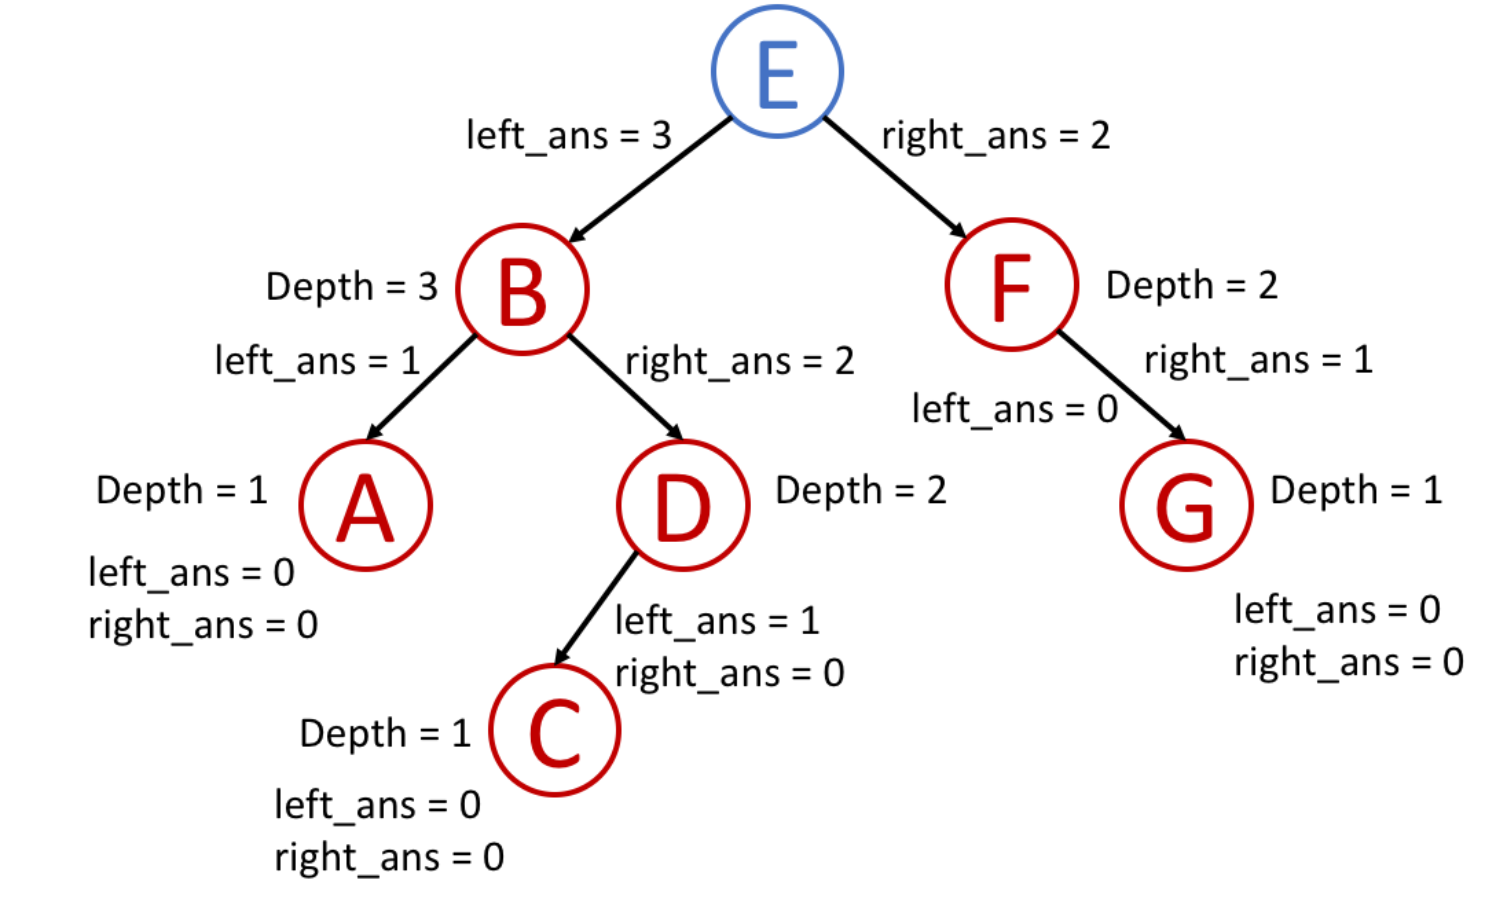 E
left_ans = 3
right_ans = 2
Depth = 3
B
F
Depth = 2
left_ans = 1
right_ans = 2
right_ans = 1
left_ans = 0
Depth = 1
A
D
Depth = 2
G
Depth = 1
left_ans = 0
right_ans = 0
left_ans = 1
right_ans = 0
left_ans = 0
right_ans = 0
Depth = 1
C
left_ans = 0
right_ans = 0